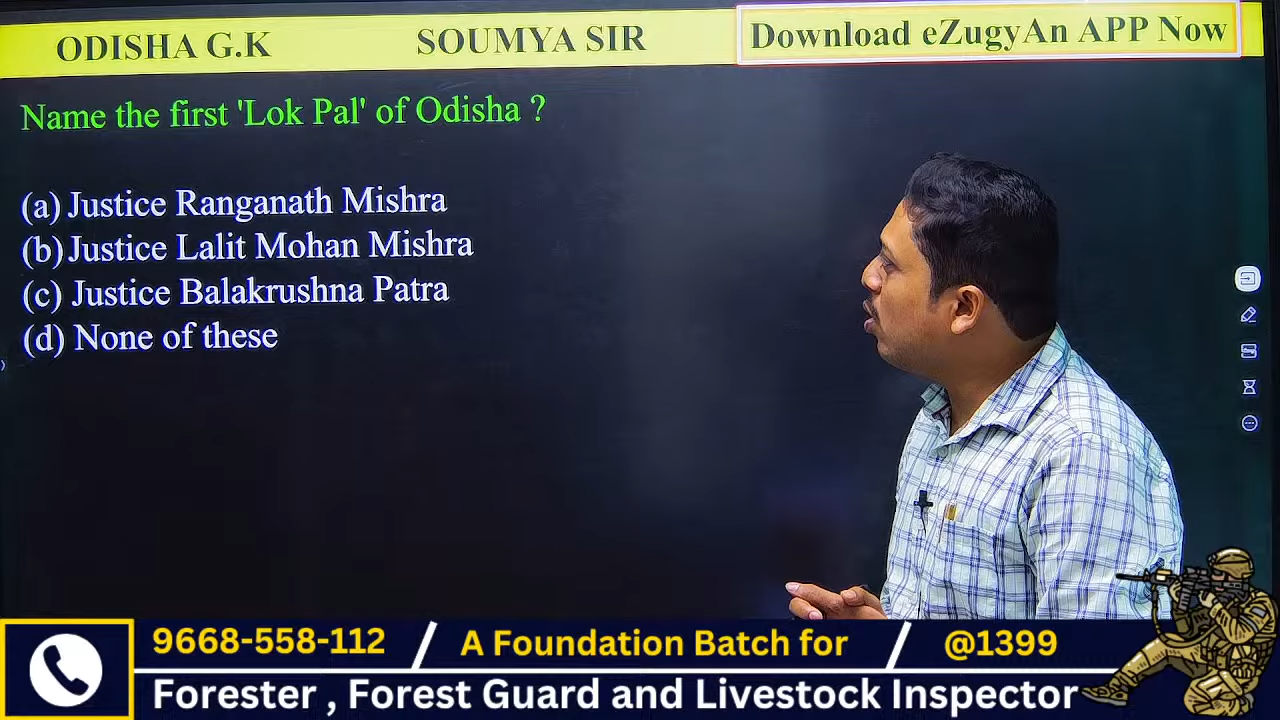 ODISHA G.K SOUMYA SIR Download eZugyAn APP Now
Name the first 'Lok Pal' of Odisha ?
(a) Justice Ranganath Mishra
(b) Justice Lalit Mohan Mishra
(c) Justice Balakrushna Patra
(d) None of these
9668-558-112 / A Foundation Batch for / @1399
Forester , Forest Guard and Livestock Inspector